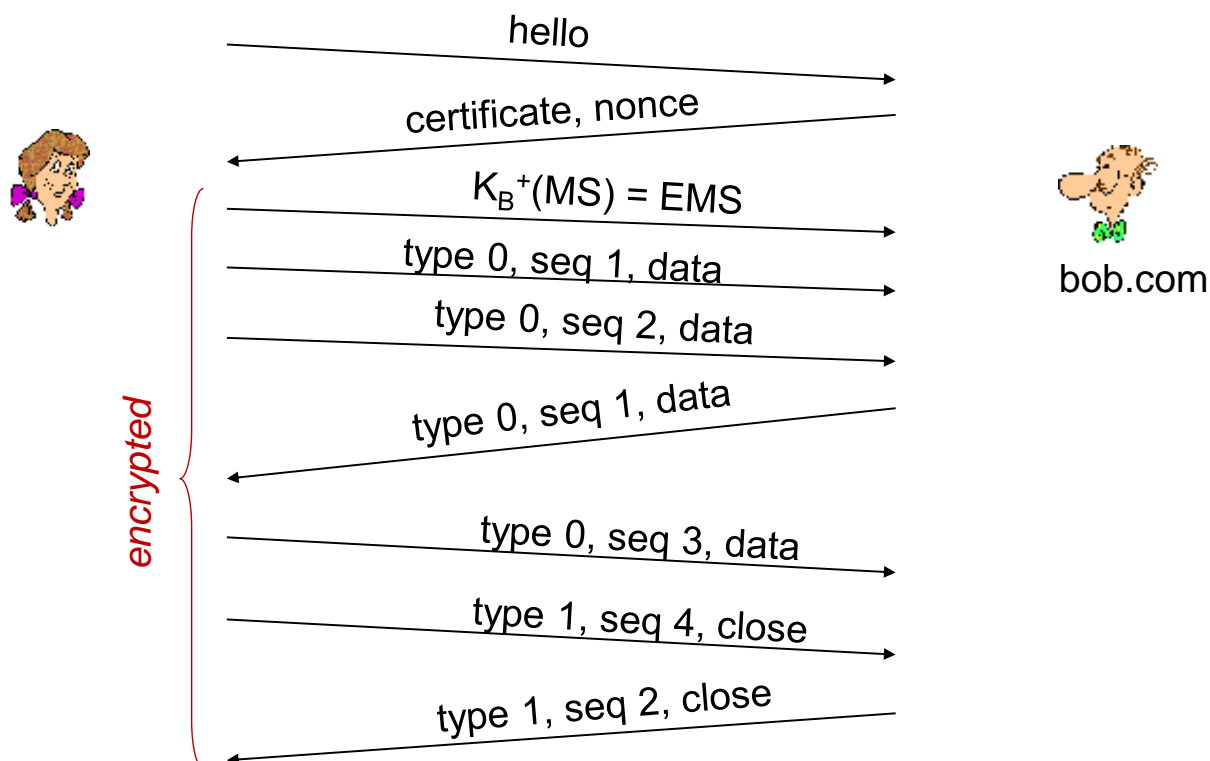 hello
certificate, nonce
K_B^+(MS) = EMS
type 0, seq 1, data
bob.com
type 0, seq 2, data
type 0, seq 1, data
encrypted
type 0, seq 3, data
type 1, seq 4, close
type 1, seq 2, close